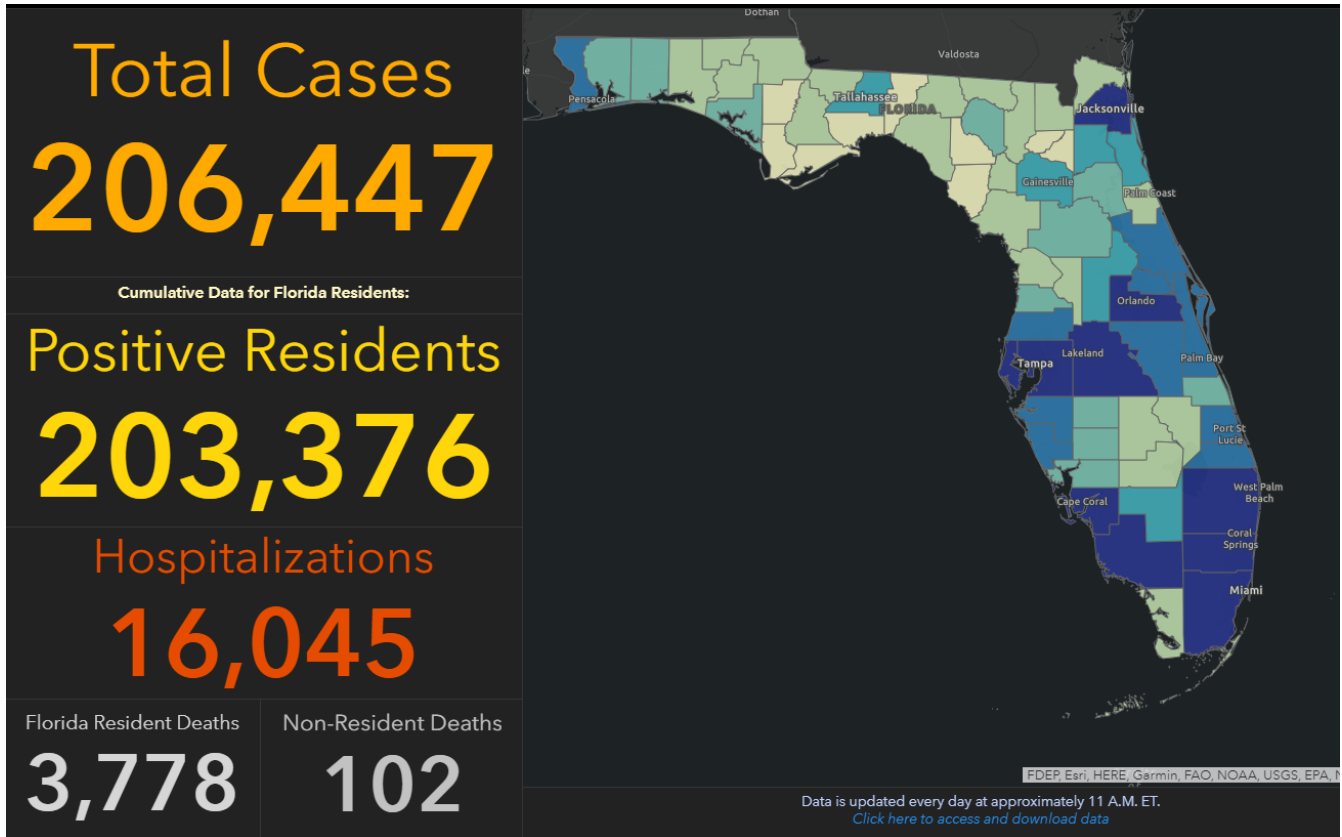 Total Cases
206,447
Cumulative Data for Florida Residents:
Positive Residents
203,376
Hospitalizations
16,045
Florida Resident Deaths
3,778
Non-Resident Deaths
102
Dothan
Valdosta
le
Pensacola
Tallahassee
FLORIDA
Jacksonville
Gainesville
Palm Coast
Orlando
Lakeland
Tampa
Palm Bay
Port St
Lucie
West Palm
Beach
Cape Coral
Coral
Springs
Miami
FDEP, Esri, HERE, Garmin, FAO, NOAA, USGS, EPA, N
Data is updated every day at approximately 11 A.M. ET.
Click here to access and download data